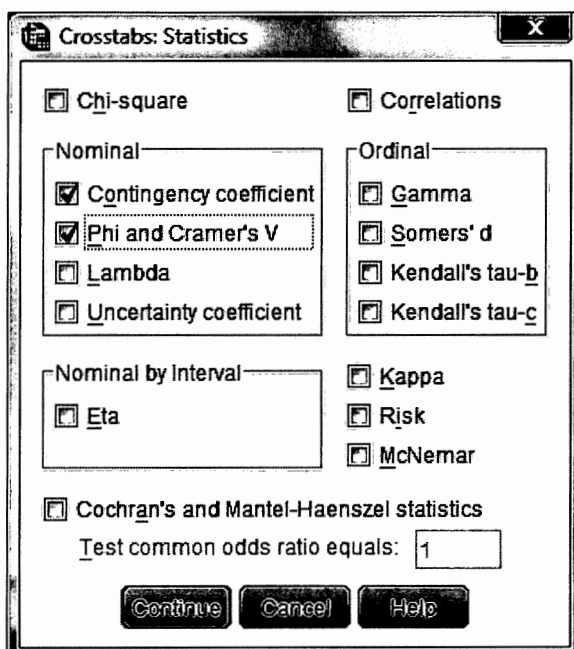 Crosstabs: Statistics X
Chi-square Correlations
Nominal Ordinal
Contingency coefficient Gamma
Phi and Cramer's V Somers' d
Lambda Kendall's tau-b
Uncertainty coefficient Kendall's tau-c
Nominal by Interval Kappa
Eta Risk
McNemar
Cochran's and Mantel-Haenszel statistics
Test common odds ratio equals: 1
Continue Cancel Help